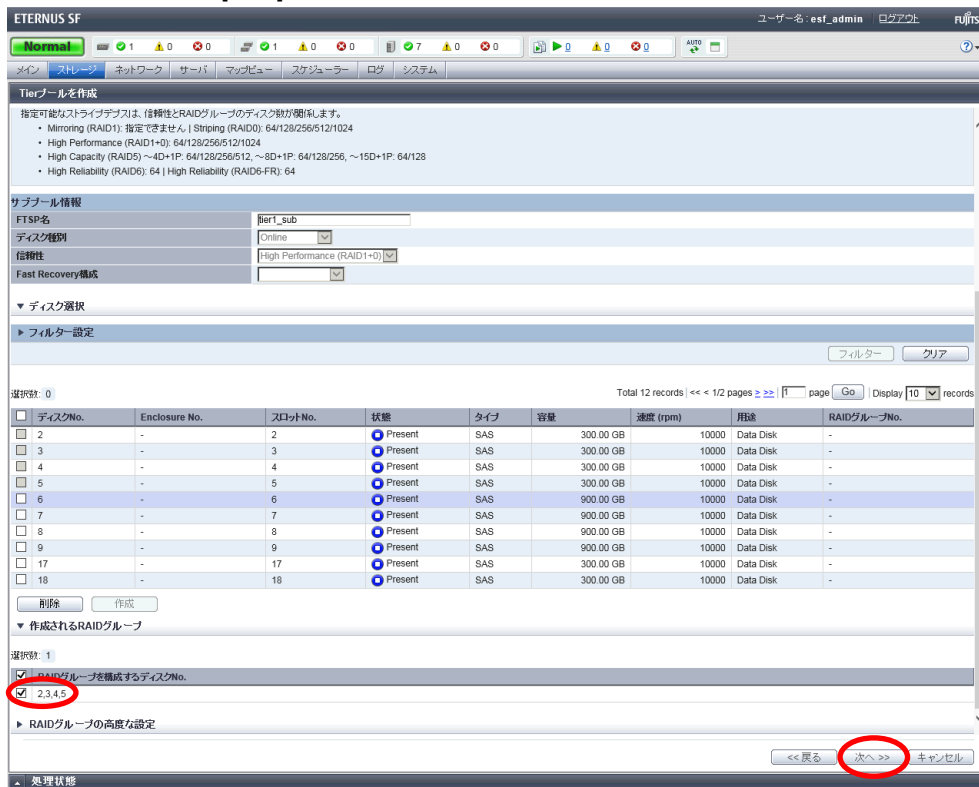 ETERNUS SF ユーザー名 : esf_admin ログアウト FUJITS
Normal 1 0 0 1 0 0 7 0 0 0 0 0 AUTO
メイン ストレージ ネットワーク サーバ マップビュー スケジューラー ログ システム
Tierプールを作成
指定可能なストライプデプスは、信頼性とRAIDグループのディスク数が関係します。
• Mirroring (RAID1): 指定できません | Striping (RAID0): 64/128/256/512/1024
• High Performance (RAID1+0): 64/128/256/512/1024
• High Capacity (RAID5) ～4D+1P: 64/128/256/512, ～8D+1P: 64/128/256, ～15D+1P: 64/128
• High Reliability (RAID6): 64 | High Reliability (RAID6-FR): 64
サブプール情報
FTSP名 tier1_sub
ディスク種別 Online
信頼性 High Performance (RAID1+0)
Fast Recovery構成
▼ ディスク選択
▶ フィルター設定
フィルター クリア
選択数: 0 Total 12 records | << < 1/2 pages > >> | 1 page Go | Display 10 records
ディスクNo. Enclosure No. スロットNo. 状態 タイプ 容量 速度 (rpm) 用途 RAIDグループNo.
2 - 2 Present SAS 300.00 GB 10000 Data Disk -
3 - 3 Present SAS 300.00 GB 10000 Data Disk -
4 - 4 Present SAS 300.00 GB 10000 Data Disk -
5 - 5 Present SAS 300.00 GB 10000 Data Disk -
6 - 6 Present SAS 900.00 GB 10000 Data Disk -
7 - 7 Present SAS 900.00 GB 10000 Data Disk -
8 - 8 Present SAS 900.00 GB 10000 Data Disk -
9 - 9 Present SAS 900.00 GB 10000 Data Disk -
17 - 17 Present SAS 300.00 GB 10000 Data Disk -
18 - 18 Present SAS 300.00 GB 10000 Data Disk -
削除 作成
▼ 作成されるRAIDグループ
選択数: 1
RAIDグループを構成するディスクNo.
2,3,4,5
▶ RAIDグループの高度な設定
<< 戻る 次へ >> キャンセル
処理状態